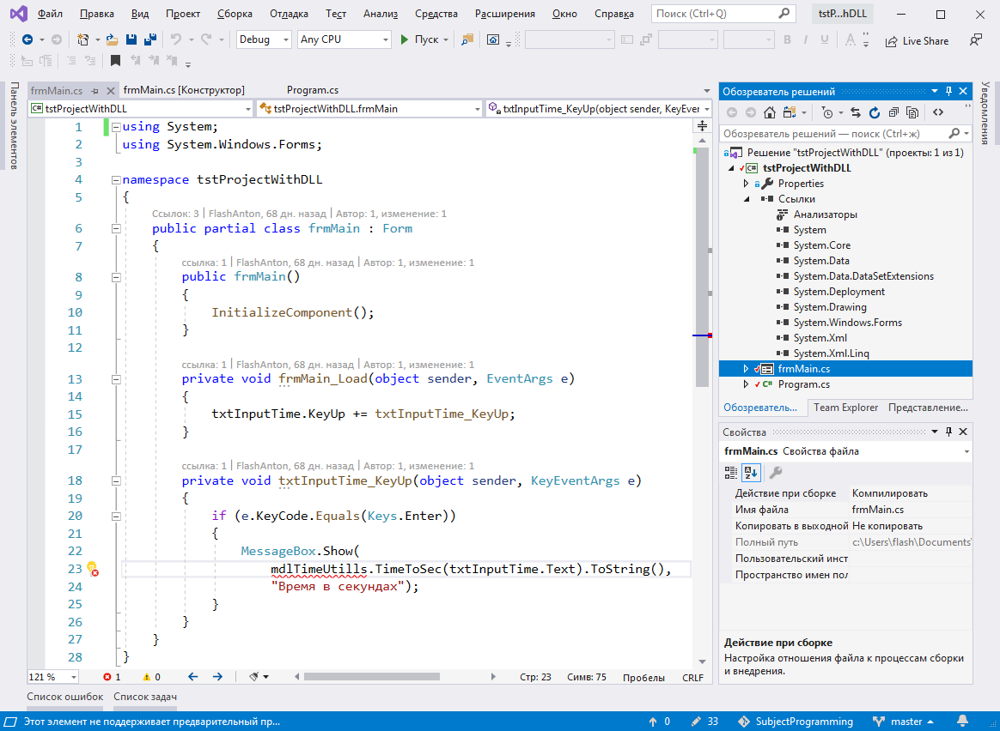 Файл Правка Вид Проект Сборка Отладка Тест Анализ Средства Расширения Окно Справка Поиск (Ctrl+Q) tstP...hDLL
Debug Any CPU Пуск Live Share
Панель элементов
frmMain.cs frmMain.cs [Конструктор] Program.cs
tstProjectWithDLL tstProjectWithDLL.frmMain txtInputTime_KeyUp(object sender, KeyEver
1 using System;
2 using System.Windows.Forms;
3
4 namespace tstProjectWithDLL
5 {
Ссылок: 3 | FlashAnton, 68 дн. назад | Автор: 1, изменение: 1
6 public partial class frmMain : Form
7 {
ссылка: 1 | FlashAnton, 68 дн. назад | Автор: 1, изменение: 1
8 public frmMain()
9 {
10 InitializeComponent();
11 }
12
ссылка: 1 | FlashAnton, 68 дн. назад | Автор: 1, изменение: 1
13 private void frmMain_Load(object sender, EventArgs e)
14 {
15 txtInputTime.KeyUp += txtInputTime_KeyUp;
16 }
17
ссылка: 1 | FlashAnton, 68 дн. назад | Автор: 1, изменение: 1
18 private void txtInputTime_KeyUp(object sender, KeyEventArgs e)
19 {
20 if (e.KeyCode.Equals(Keys.Enter))
21 {
22 MessageBox.Show(
23 mdlTimeUtills.TimeToSec(txtInputTime.Text).ToString(),
24 "Время в секундах");
25 }
26 }
27 }
28 }
121 % 1 0 Стр: 23 Симв: 75 Пробелы CRLF
Список ошибок Список задач
Обозреватель решений
Обозреватель решений — поиск (Ctrl+ж)
Решение "tstProjectWithDLL" (проекты: 1 из 1)
C# tstProjectWithDLL
Properties
Ссылки
Анализаторы
System
System.Core
System.Data
System.Data.DataSetExtensions
System.Deployment
System.Drawing
System.Windows.Forms
System.Xml
System.Xml.Linq
frmMain.cs
C# Program.cs
Обозреватель... Team Explorer Представление...
Уведомления
Свойства
frmMain.cs Свойства файла
Действие при сборке Компилировать
Имя файла frmMain.cs
Копировать в выходной Не копировать
Полный путь c:\Users\flash\Documents\
Пользовательский инст
Пространство имен пол
Действие при сборке
Настройка отношения файла к процессам сборки
и внедрения.
Этот элемент не поддерживает предварительный пр... 0 33 SubjectProgramming master